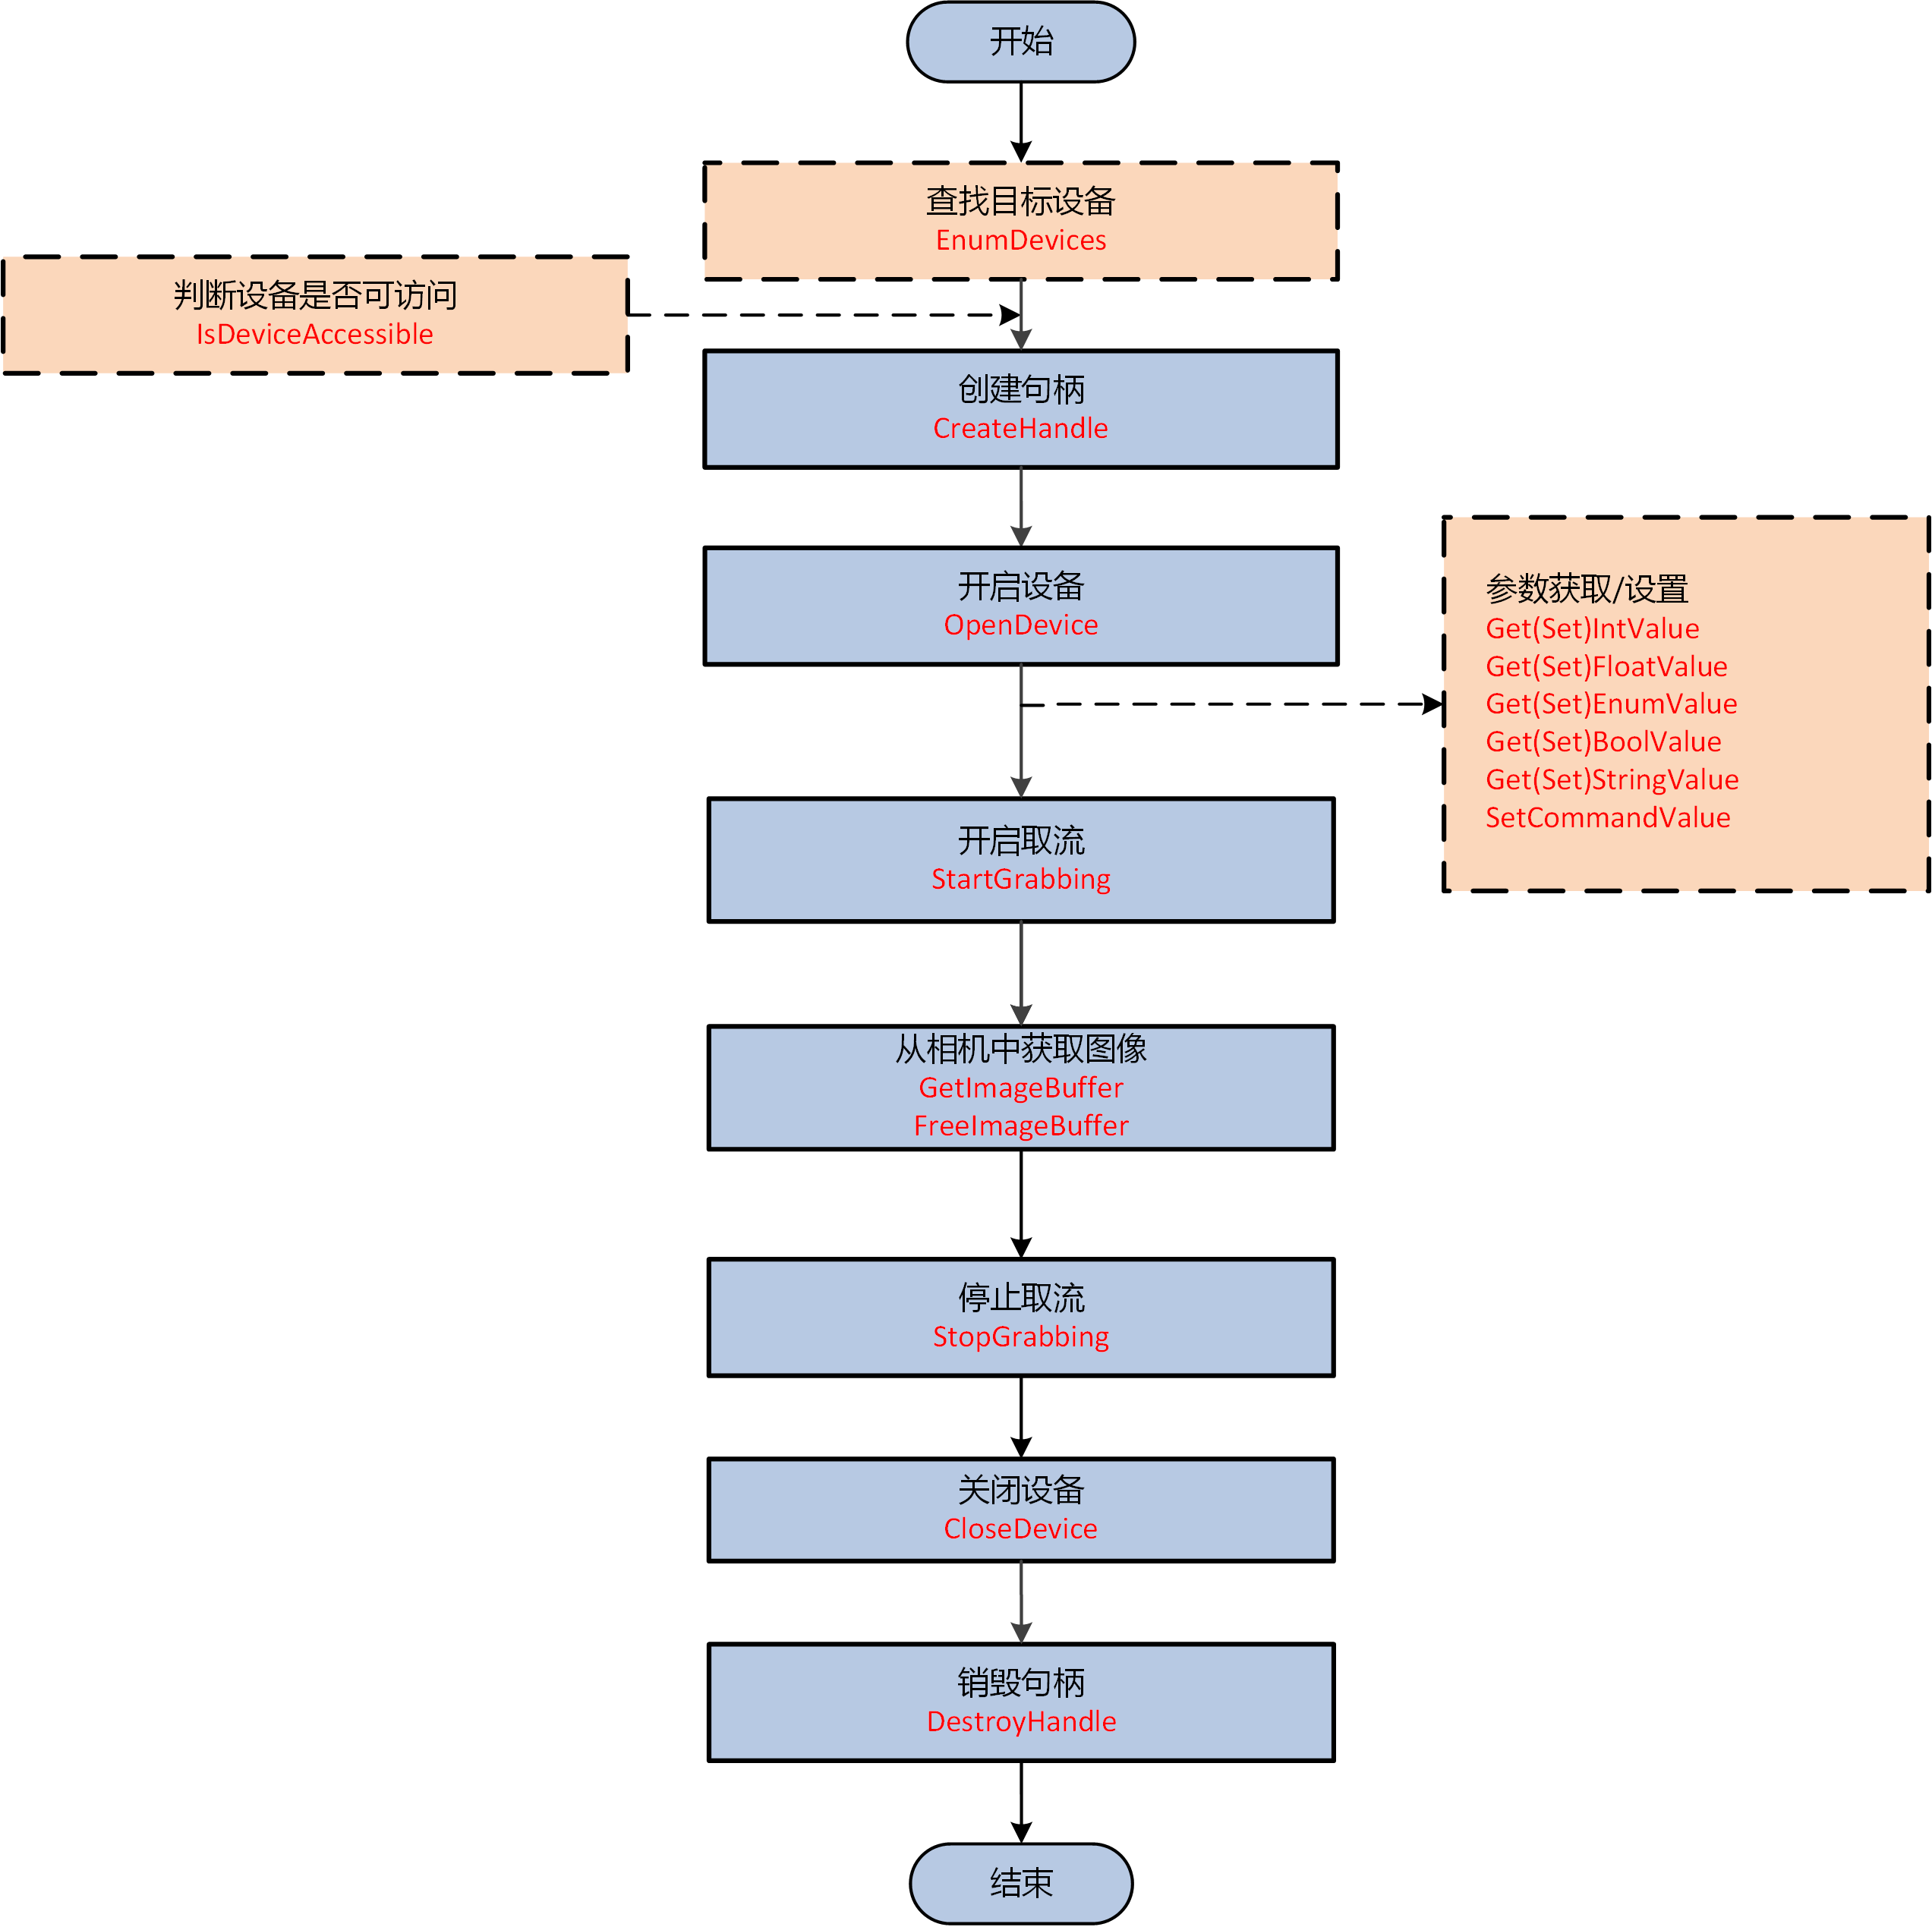 开始
查找目标设备
EnumDevices
判断设备是否可访问
IsDeviceAccessible
创建句柄
CreateHandle
开启设备
OpenDevice
参数获取/设置
Get(Set)IntValue
Get(Set)FloatValue
Get(Set)EnumValue
Get(Set)BoolValue
Get(Set)StringValue
SetCommandValue
开启取流
StartGrabbing
从相机中获取图像
GetImageBuffer
FreeImageBuffer
停止取流
StopGrabbing
关闭设备
CloseDevice
销毁句柄
DestroyHandle
结束